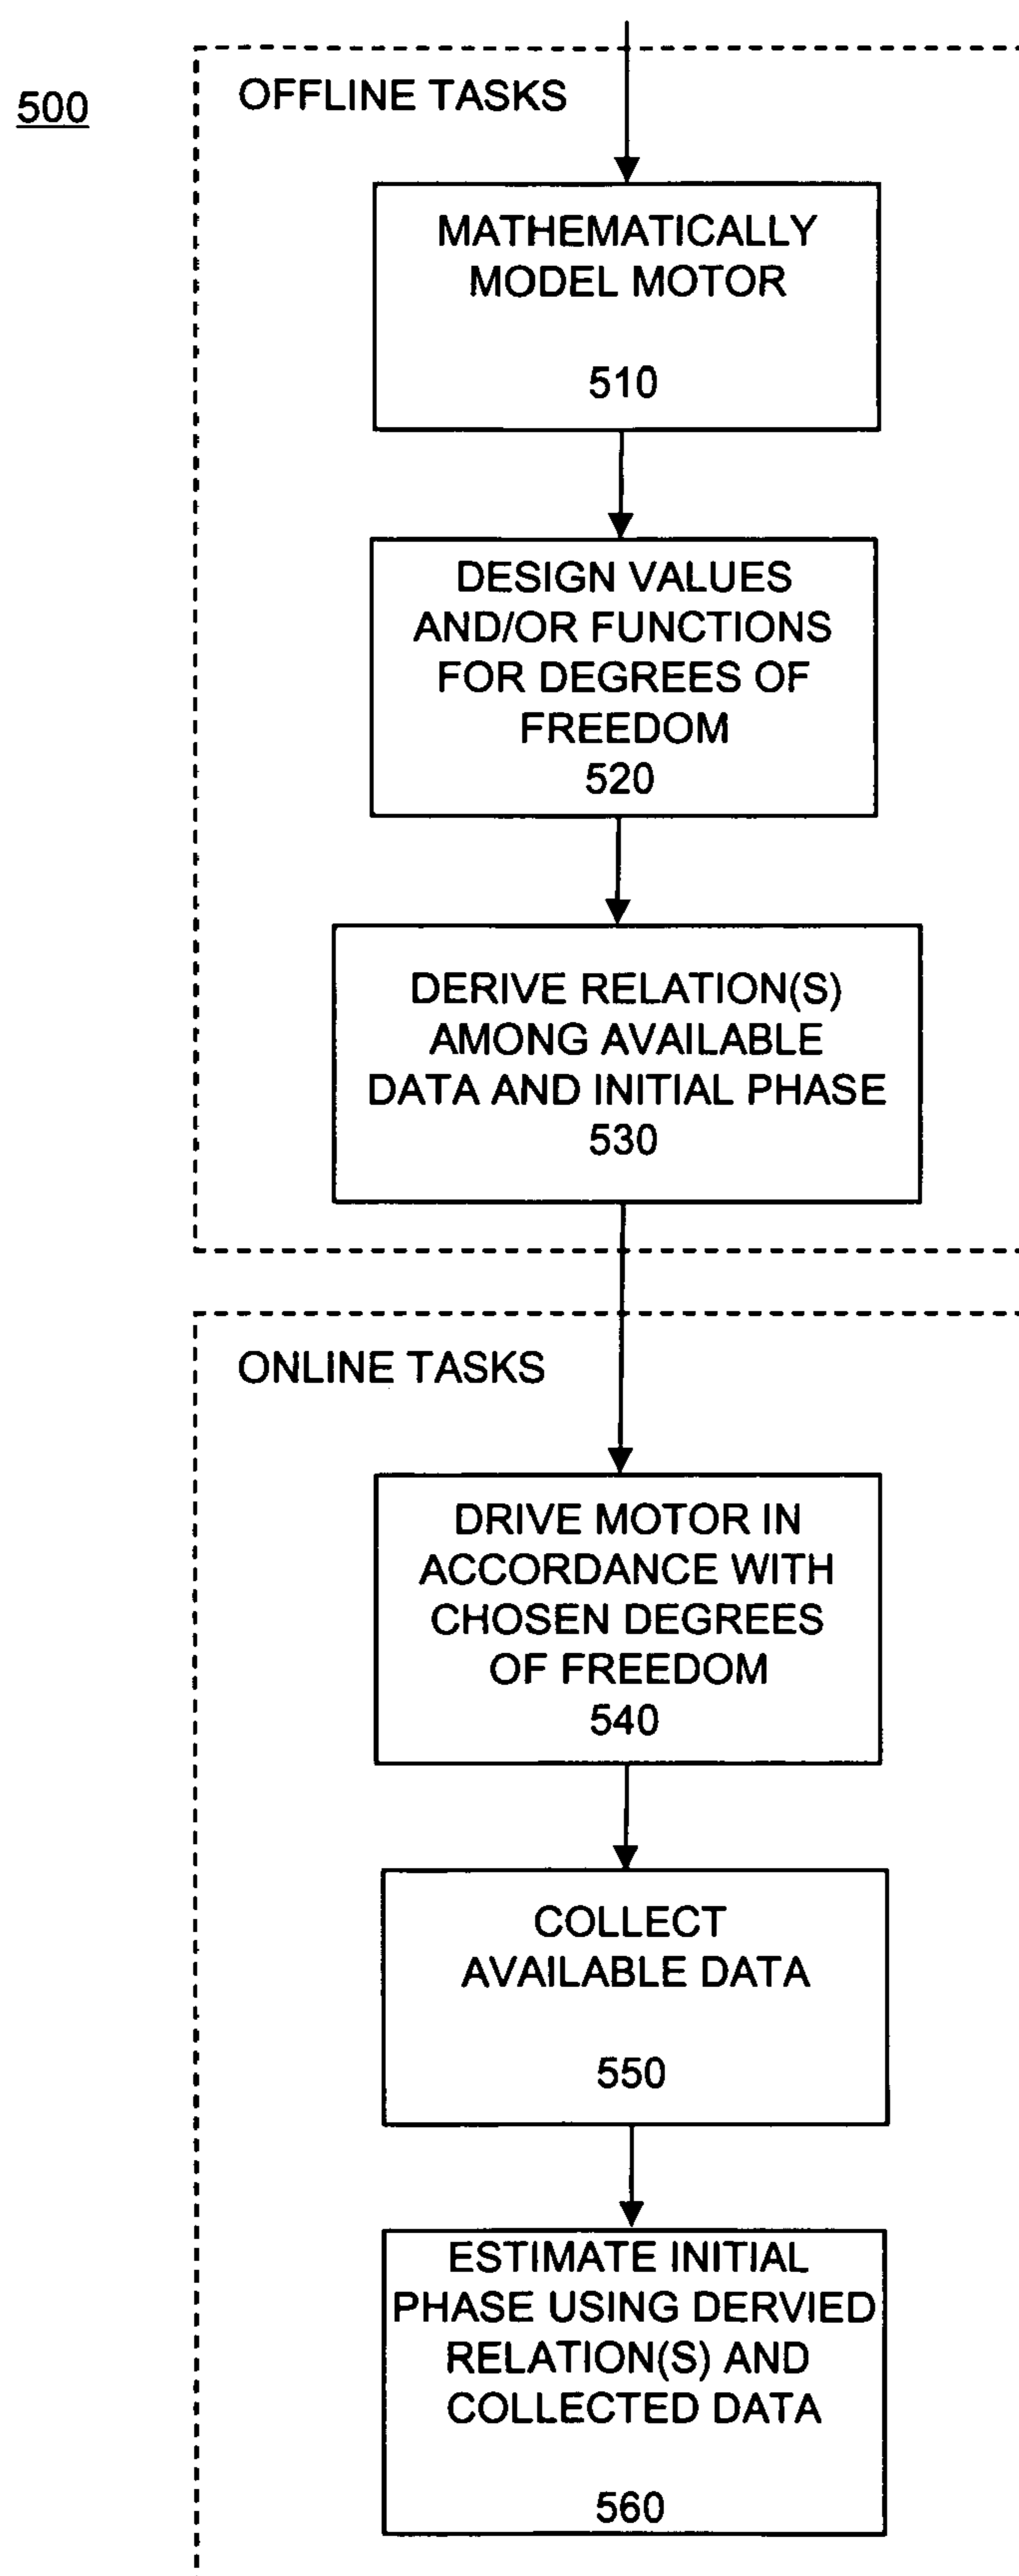 500
OFFLINE TASKS
MATHEMATICALLY
MODEL MOTOR
510
DESIGN VALUES
AND/OR FUNCTIONS
FOR DEGREES OF
FREEDOM
520
DERIVE RELATION(S)
AMONG AVAILABLE
DATA AND INITIAL PHASE
530
ONLINE TASKS
DRIVE MOTOR IN
ACCORDANCE WITH
CHOSEN DEGREES
OF FREEDOM
540
COLLECT
AVAILABLE DATA
550
ESTIMATE INITIAL
PHASE USING DERVIED
RELATION(S) AND
COLLECTED DATA
560